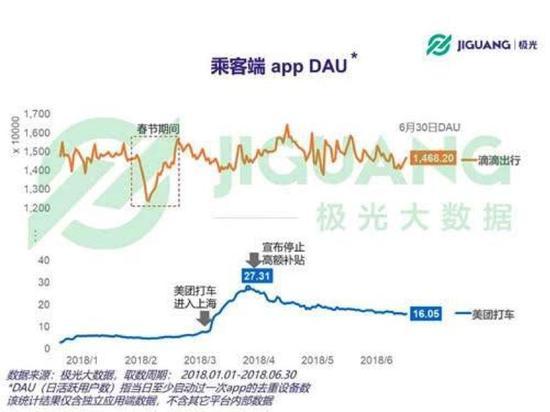 JIGUANG | 极光
乘客端 app DAU*
x 10000
1,700
1,600
1,500
1,400
1,300
1,200
春节期间
6月30日DAU
1,468.20
滴滴出行
JIGUANG
极光大数据
40
30
20
10
0
美团打车
进入上海
宣布停止
高额补贴
27.31
16.05
美团打车
2018/1
2018/2
2018/3
2018/4
2018/5
2018/6
数据来源：极光大数据，取数周期： 2018.01.01-2018.06.30
*DAU（日活跃用户数）指当日至少启动过一次app的去重设备数
该统计结果仅含独立应用端数据，不含其它平台内部数据